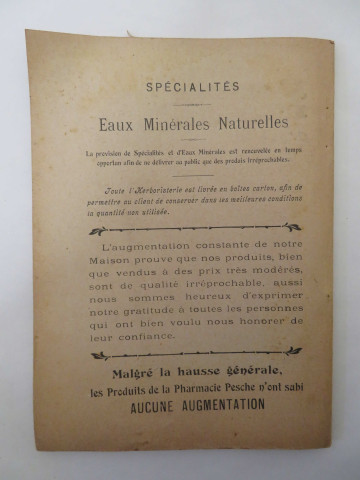 SPÉCIALITÉS
Eaux Minérales Naturelles
La provision de Spécialités et d'Eaux Minérales est renouvelée en temps
opportun afin de ne délivrer au public que des produits irréprochables.
Toute l'Herboristerie est livrée en boîtes carton, afin de
permettre au client de conserver dans les meilleures conditions
la quantité non utilisée.
L'augmentation constante de notre
Maison prouve que nos produits, bien
que vendus à des prix très modérés,
sont de qualité irréprochable, aussi
nous sommes heureux d'exprimer
notre gratitude à toutes les personnes
qui ont bien voulu nous honorer de
leur confiance.
Malgré la hausse générale,
les Produits de la Pharmacie Pesche n'ont subi
AUCUNE AUGMENTATION